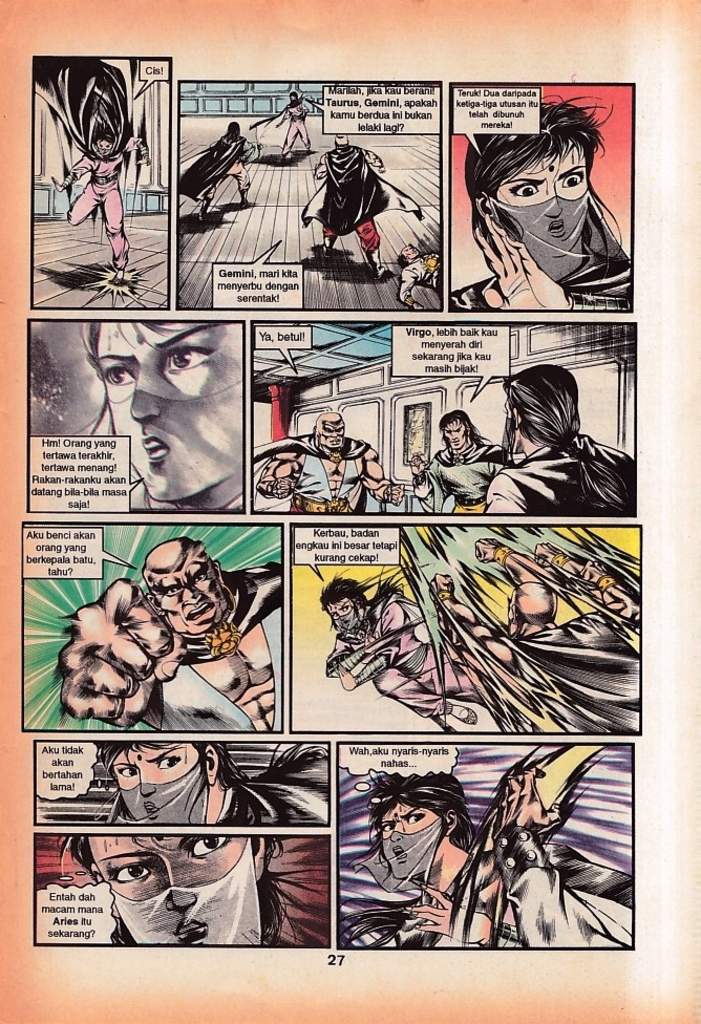 Cis!
Marilah, jika kau berani!
Taurus, Gemini, apakah
kamu berdua ini bukan
lelaki lagi?
Gemini, mari kita
menyerbu dengan
serentak!
Teruk! Dua daripada
ketiga-tiga utusan itu
telah dibunuh
mereka!
Hm! Orang yang
tertawa terakhir,
tertawa menang!
Rakan-rakanku akan
datang bila-bila masa
saja!
Ya, betul!
Virgo, lebih baik kau
menyerah diri
sekarang jika kau
masih bijak!
Aku benci akan
orang yang
berkepala batu,
tahu?
Kerbau, badan
engkau ini besar tetapi
kurang cekap!
Aku tidak
akan
bertahan
lama!
Entah dah
macam mana
Aries itu
sekarang?
Wah,aku nyaris-nyaris
nahas...
27